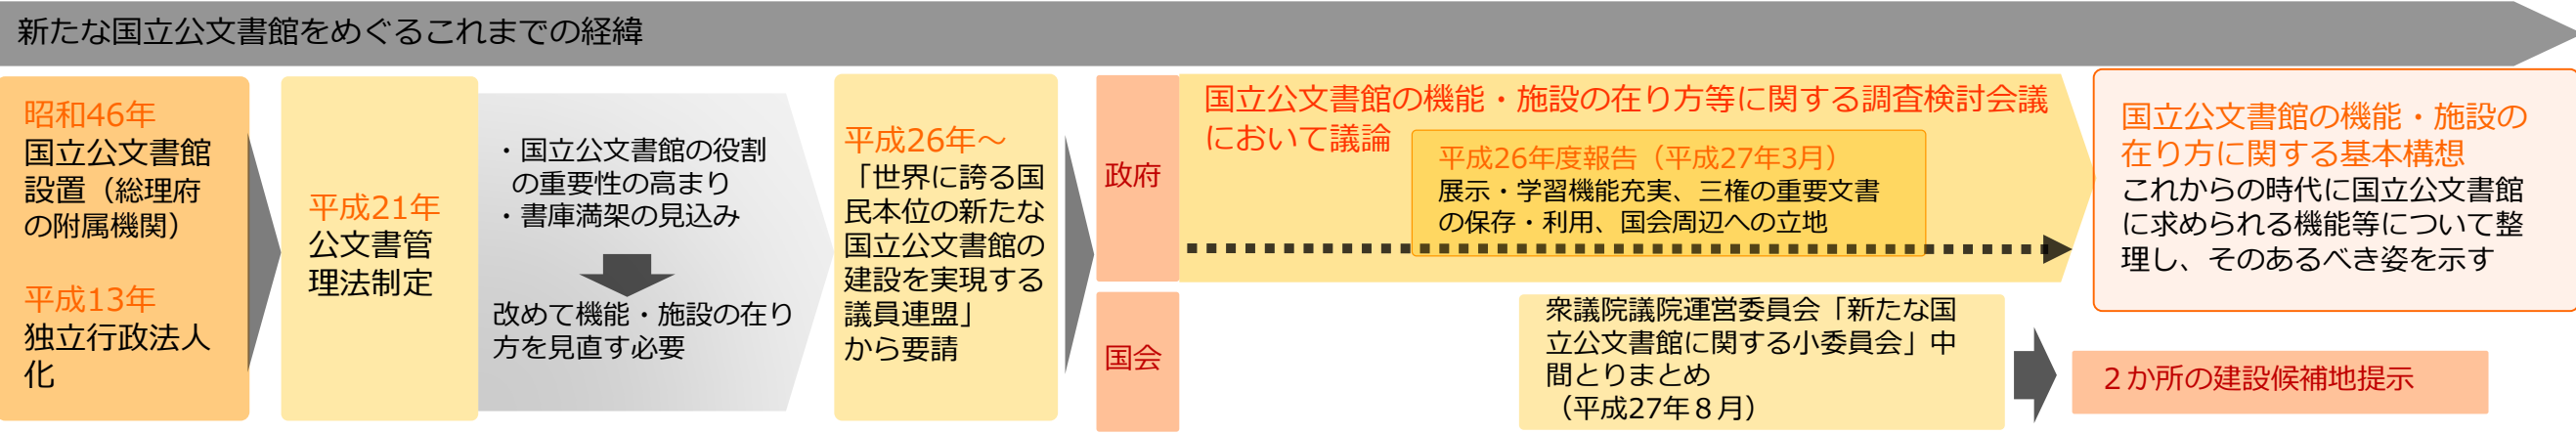 新たな国立公文書館をめぐるこれまでの経緯
昭和46年
国立公文書館
設置（総理府
の附属機関）
平成13年
独立行政法人
化
平成21年
公文書管
理法制定
・国立公文書館の役割
の重要性の高まり
・書庫満架の見込み
改めて機能・施設の在り
方を見直す必要
平成26年～
「世界に誇る国
民本位の新たな
国立公文書館の
建設を実現する
議員連盟」
から要請
政府
国立公文書館の機能・施設の在り方等に関する調査検討会議
において議論
平成26年度報告（平成27年3月）
展示・学習機能充実、三権の重要文書
の保存・利用、国会周辺への立地
国立公文書館の機能・施設の
在り方に関する基本構想
これからの時代に国立公文書館
に求められる機能等について整
理し、そのあるべき姿を示す
国会
衆議院議院運営委員会「新たな国
立公文書館に関する小委員会」中
間とりまとめ
（平成27年８月）
２か所の建設候補地提示